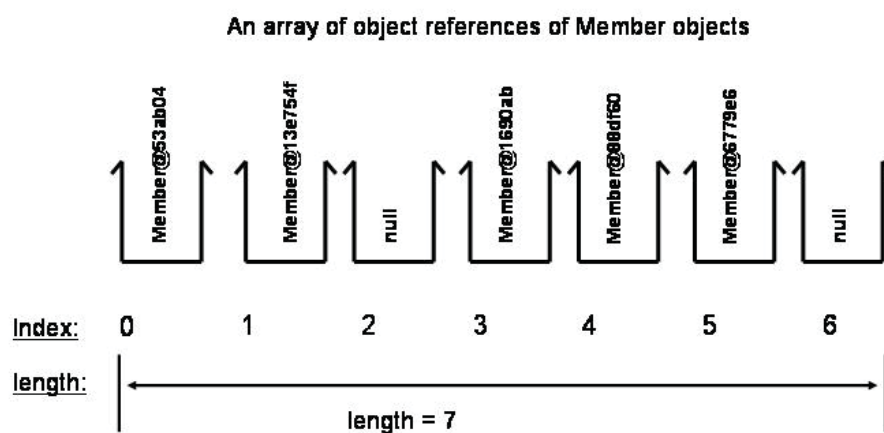 An array of object references of Member objects
Member@53ab04
Member@13e754f
null
Member@1690ab
Member@88df60
Member@6779e6
null
Index: 0 1 2 3 4 5 6
length:
length = 7